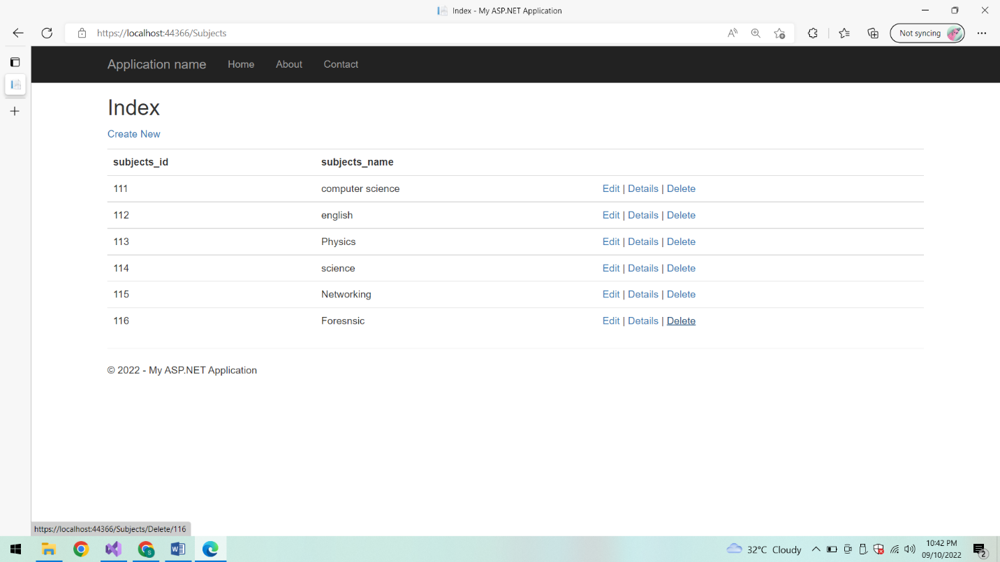 Index - My ASP.NET Application
https://localhost:44366/Subjects
Not syncing
Application name Home About Contact
Index
Create New
subjects_id subjects_name
111 computer science Edit | Details | Delete
112 english Edit | Details | Delete
113 Physics Edit | Details | Delete
114 science Edit | Details | Delete
115 Networking Edit | Details | Delete
116 Foresnsic Edit | Details | Delete
© 2022 - My ASP.NET Application
https://localhost:44366/Subjects/Delete/116
32°C Cloudy
10:42 PM
09/10/2022
2